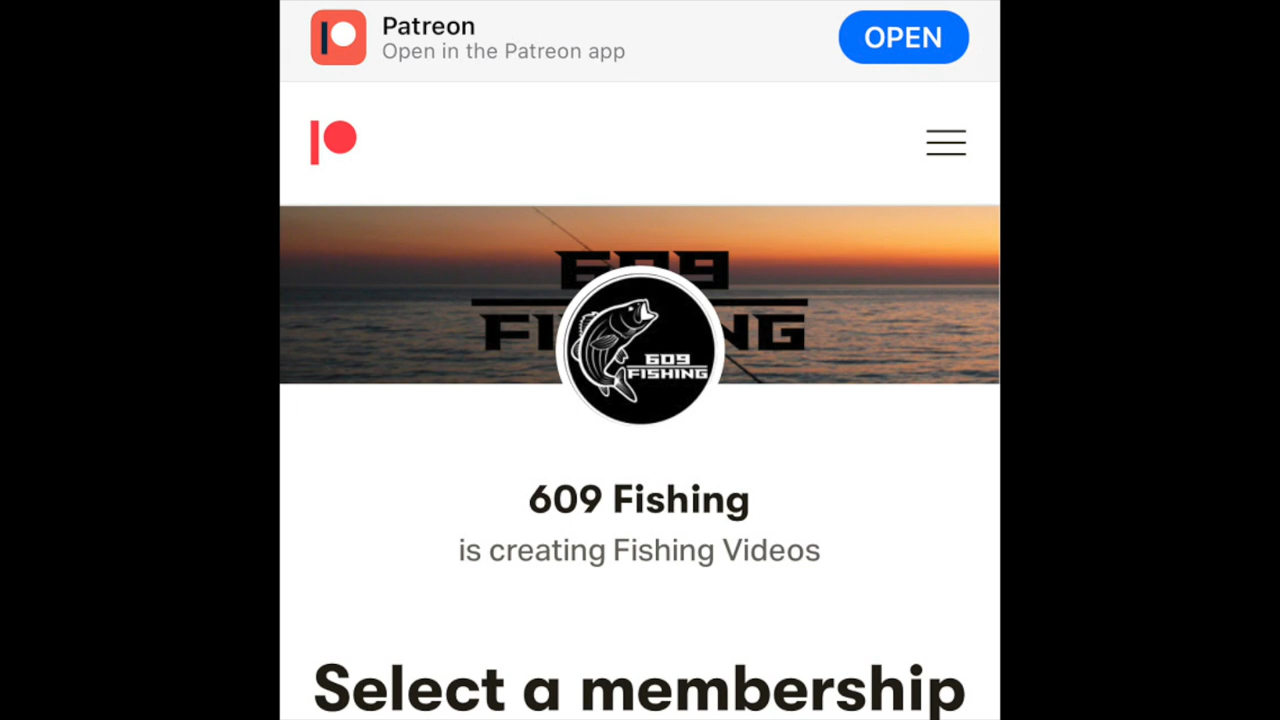 Patreon
Open in the Patreon app
OPEN
609
FISHING
609
FISHING
609 Fishing
is creating Fishing Videos
Select a membership